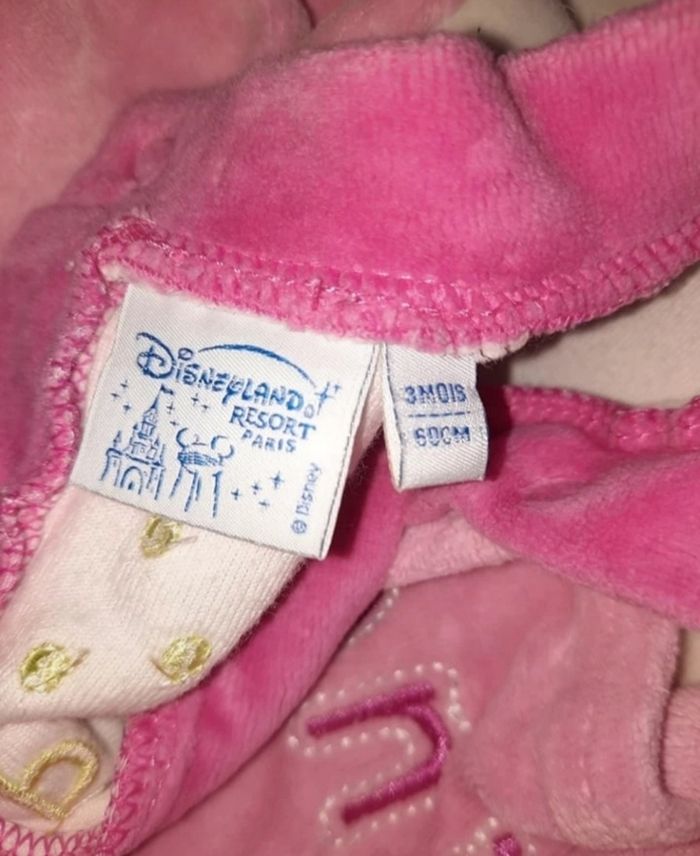 DISNEYLAND
RESORT
PARIS
© Disney
3MOIS
60CM